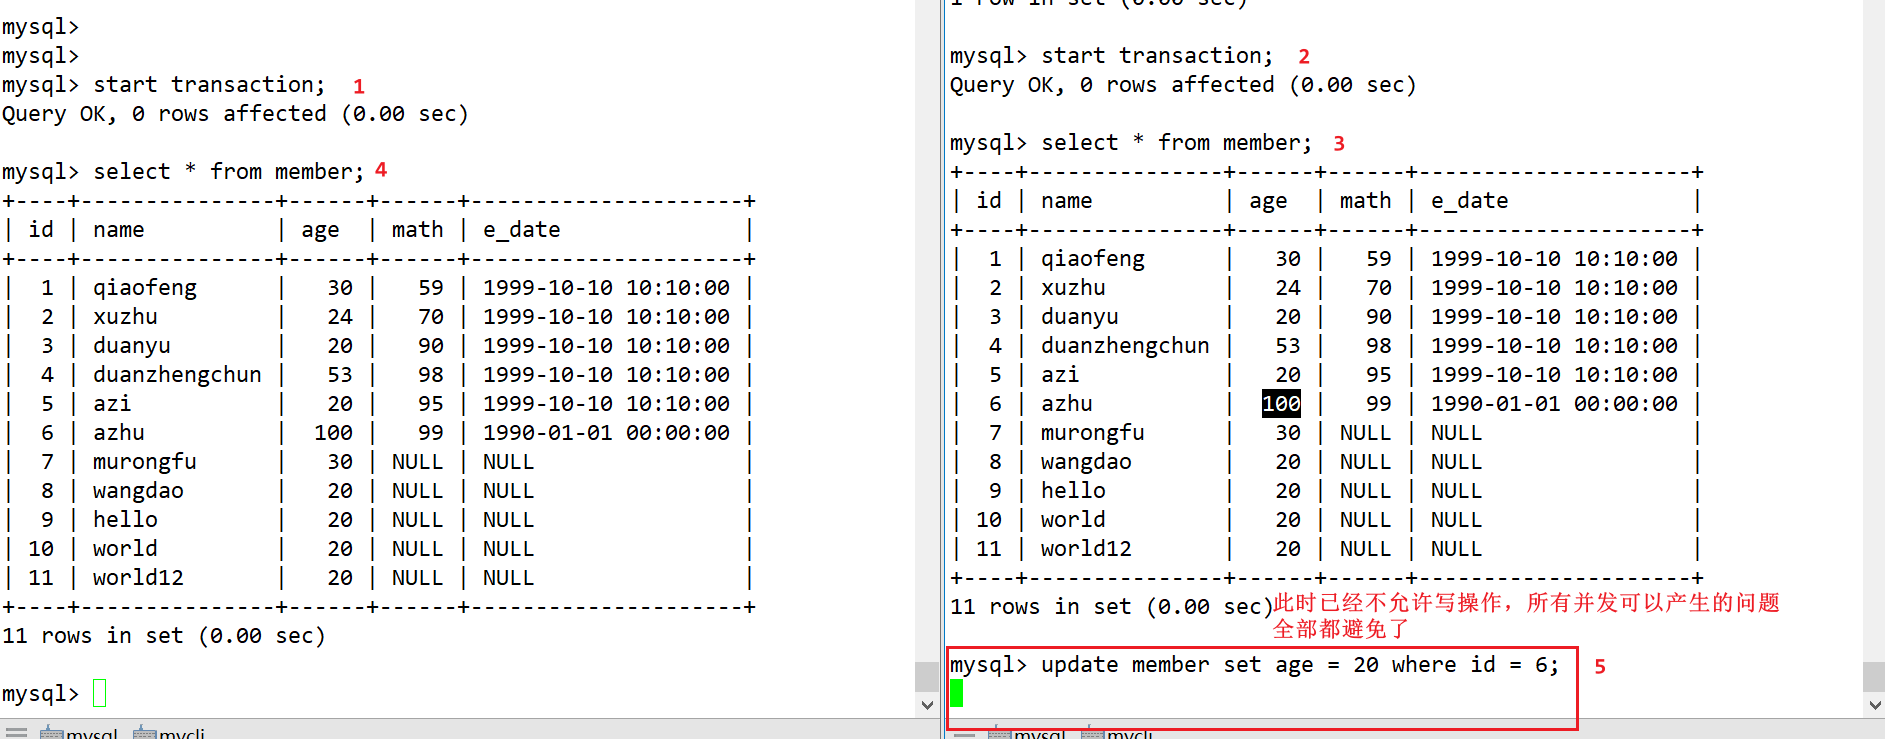 mysql>
mysql>
mysql> start transaction; 1
Query OK, 0 rows affected (0.00 sec)
mysql> select * from member; 4
+----+---------------+------+------+---------------------+
| id | name          | age  | math | e_date              |
+----+---------------+------+------+---------------------+
|  1 | qiaofeng      |   30 |   59 | 1999-10-10 10:10:00 |
|  2 | xuzhu         |   24 |   70 | 1999-10-10 10:10:00 |
|  3 | duanyu        |   20 |   90 | 1999-10-10 10:10:00 |
|  4 | duanzhengchun |   53 |   98 | 1999-10-10 10:10:00 |
|  5 | azi           |   20 |   95 | 1999-10-10 10:10:00 |
|  6 | azhu          |  100 |   99 | 1990-01-01 00:00:00 |
|  7 | murongfu      |   30 | NULL | NULL                |
|  8 | wangdao       |   20 | NULL | NULL                |
|  9 | hello         |   20 | NULL | NULL                |
| 10 | world         |   20 | NULL | NULL                |
| 11 | world12       |   20 | NULL | NULL                |
+----+---------------+------+------+---------------------+
11 rows in set (0.00 sec)
mysql>
mysql mycli
1 row in set (0.00 sec)
mysql> start transaction; 2
Query OK, 0 rows affected (0.00 sec)
mysql> select * from member; 3
+----+---------------+------+------+---------------------+
| id | name          | age  | math | e_date              |
+----+---------------+------+------+---------------------+
|  1 | qiaofeng      |   30 |   59 | 1999-10-10 10:10:00 |
|  2 | xuzhu         |   24 |   70 | 1999-10-10 10:10:00 |
|  3 | duanyu        |   20 |   90 | 1999-10-10 10:10:00 |
|  4 | duanzhengchun |   53 |   98 | 1999-10-10 10:10:00 |
|  5 | azi           |   20 |   95 | 1999-10-10 10:10:00 |
|  6 | azhu          |  100 |   99 | 1990-01-01 00:00:00 |
|  7 | murongfu      |   30 | NULL | NULL                |
|  8 | wangdao       |   20 | NULL | NULL                |
|  9 | hello         |   20 | NULL | NULL                |
| 10 | world         |   20 | NULL | NULL                |
| 11 | world12       |   20 | NULL | NULL                |
+----+---------------+------+------+---------------------+
11 rows in set (0.00 sec)
此时已经不允许写操作，所有并发可以产生的问题
全部都避免了
mysql> update member set age = 20 where id = 6; 5
mysql mycli